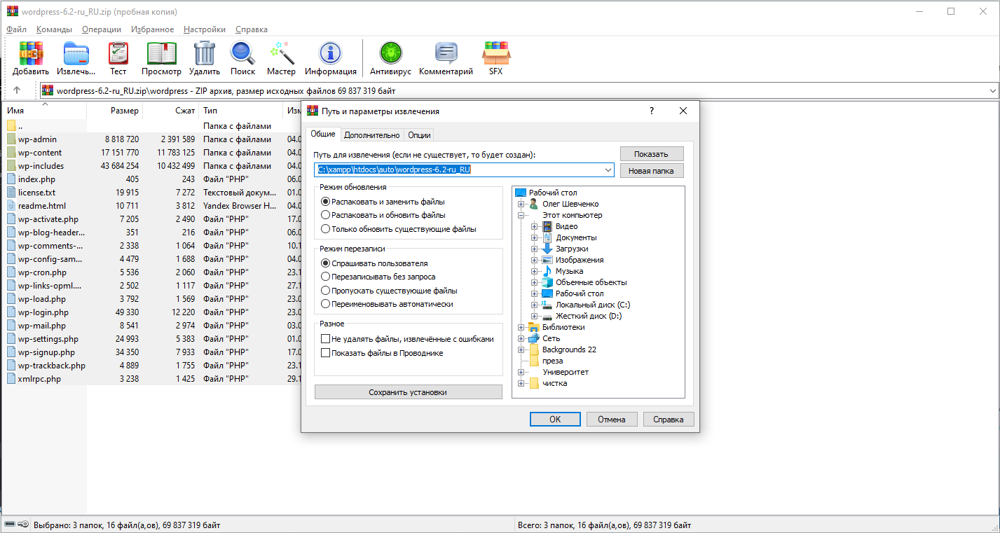 wordpress-6.2-ru_RU.zip (пробная копия)
Файл Команды Операции Избранное Настройки Справка
Добавить Извлечь... Тест Просмотр Удалить Поиск Мастер Информация Антивирус Комментарий SFX
wordpress-6.2-ru_RU.zip\wordpress - ZIP архив, размер исходных файлов 69 837 319 байт
Имя Размер Сжат Тип Изм
.. Папка с файлами
wp-admin 8 818 720 2 391 589 Папка с файлами 04.0
wp-content 17 151 770 11 783 125 Папка с файлами 04.0
wp-includes 43 684 254 10 432 499 Папка с файлами 04.0
index.php 405 243 Файл "PHP" 06.0
license.txt 19 915 7 272 Текстовый докум... 01.0
readme.html 10 711 3 812 Yandex Browser H... 04.0
wp-activate.php 7 205 2 490 Файл "PHP" 17.0
wp-blog-header... 351 216 Файл "PHP" 06.0
wp-comments-... 2 338 1 064 Файл "PHP" 10.1
wp-config-sam... 4 479 1 688 Файл "PHP" 04.0
wp-cron.php 5 536 2 060 Файл "PHP" 23.1
wp-links-opml.... 2 502 1 117 Файл "PHP" 27.1
wp-load.php 3 792 1 569 Файл "PHP" 23.0
wp-login.php 49 330 12 220 Файл "PHP" 23.0
wp-mail.php 8 541 2 974 Файл "PHP" 03.0
wp-settings.php 24 993 5 383 Файл "PHP" 01.0
wp-signup.php 34 350 7 933 Файл "PHP" 17.0
wp-trackback.php 4 889 1 755 Файл "PHP" 23.1
xmlrpc.php 3 238 1 425 Файл "PHP" 29.1
Путь и параметры извлечения ?
Общие Дополнительно Опции
Путь для извлечения (если не существует, то будет создан):
Показать
C:\xampp\htdocs\auto\wordpress-6.2-ru_RU
Новая папка
Режим обновления
Распаковать и заменить файлы
Распаковать и обновить файлы
Только обновить существующие файлы
Режим перезаписи
Спрашивать пользователя
Перезаписывать без запроса
Пропускать существующие файлы
Переименовывать автоматически
Разное
Не удалять файлы, извлечённые с ошибками
Показать файлы в Проводнике
Сохранить установки
Рабочий стол
Олег Шевченко
Этот компьютер
Видео
Документы
Загрузки
Изображения
Музыка
Объемные объекты
Рабочий стол
Локальный диск (C:)
Жесткий диск (D:)
Библиотеки
Сеть
Backgrounds 22
преза
Университет
чистка
OK Отмена Справка
Выбрано: 3 папок, 16 файл(а,ов), 69 837 319 байт
Всего: 3 папок, 16 файл(а,ов), 69 837 319 байт